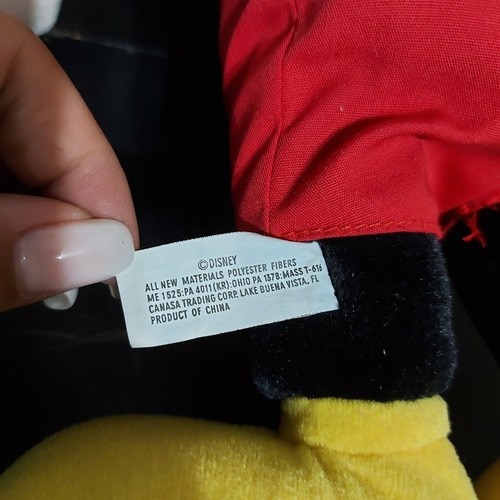 ©DISNEY
ALL NEW MATERIALS POLYESTER FIBERS
ME 1525:PA 4011(KR):OHIO PA 1378:MASS T-616
CANASA TRADING CORP. LAKE BUENA VISTA, FL
PRODUCT OF CHINA